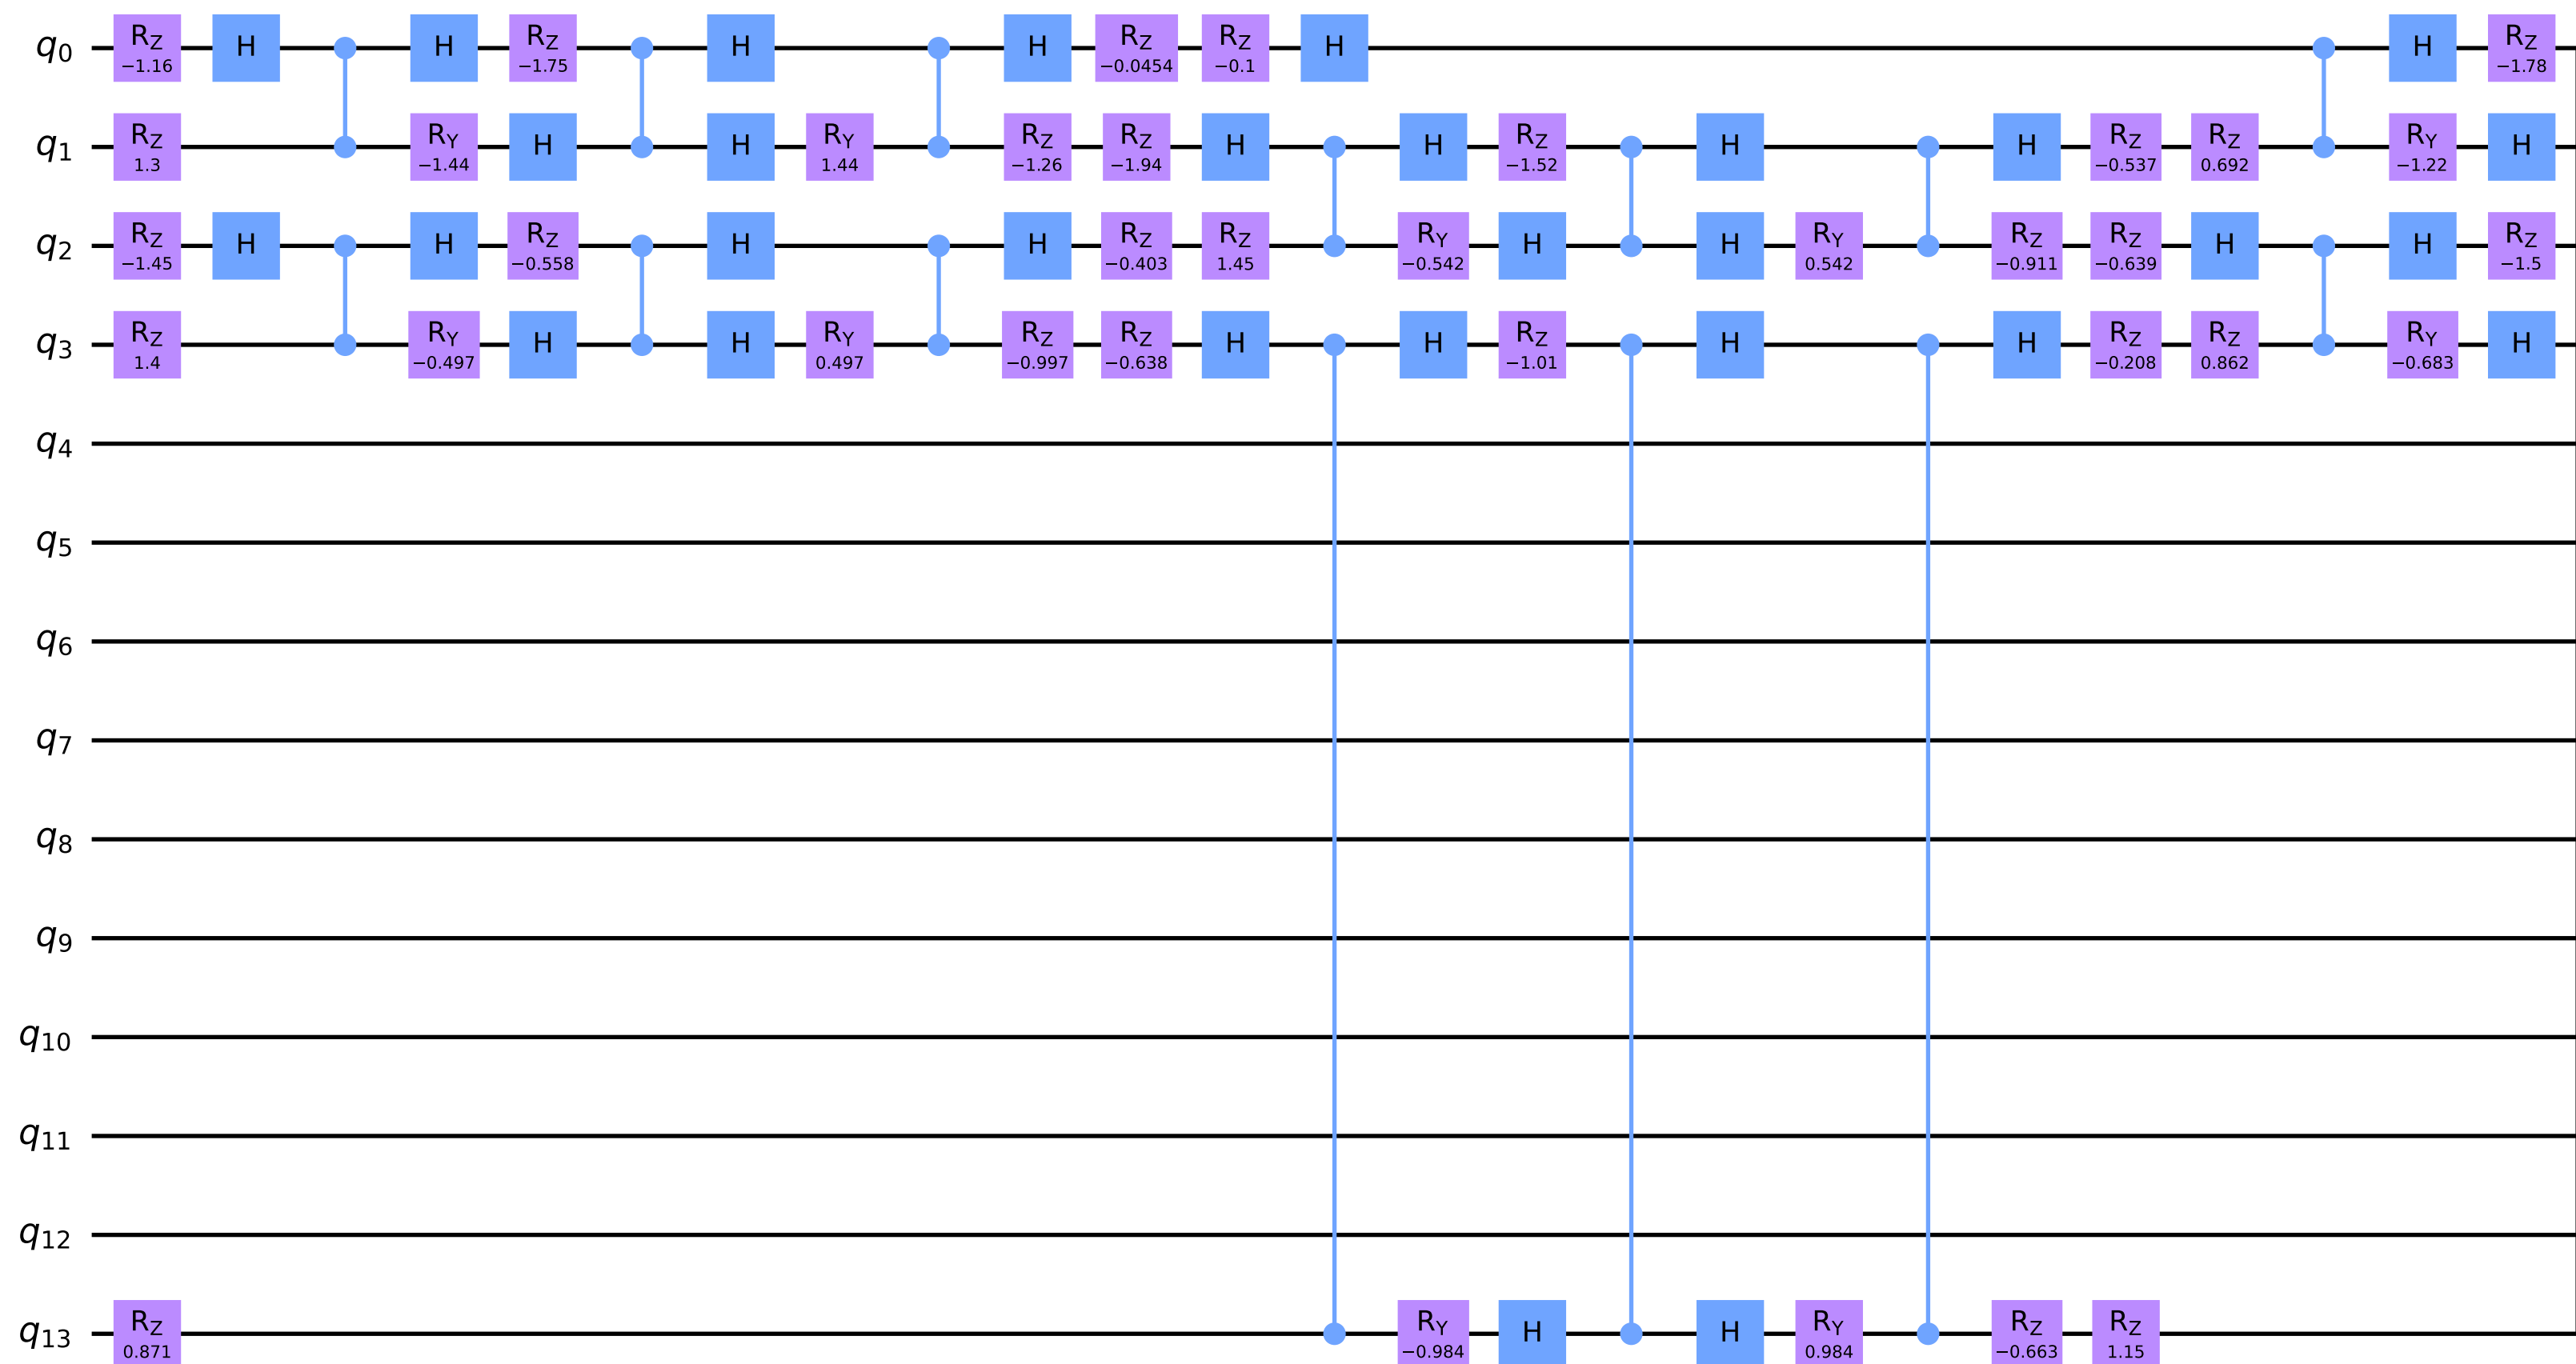 q0 RZ −1.16 H H RZ −1.75 H H RZ −0.0454 RZ −0.1 H H RZ −1.78
q1 RZ 1.3 RY −1.44 H H RY 1.44 RZ −1.26 RZ −1.94 H H RZ −1.52 H H RZ −0.537 RZ 0.692 RY −1.22 H
q2 RZ −1.45 H H RZ −0.558 H H RZ −0.403 RZ 1.45 RY −0.542 H H RY 0.542 RZ −0.911 RZ −0.639 H H RZ −1.5
q3 RZ 1.4 RY −0.497 H H RY 0.497 RZ −0.997 RZ −0.638 H H RZ −1.01 H H RZ −0.208 RZ 0.862 RY −0.683 H
q4
q5
q6
q7
q8
q9
q10
q11
q12
q13 RZ 0.871 RY −0.984 H H RY 0.984 RZ −0.663 RZ 1.15